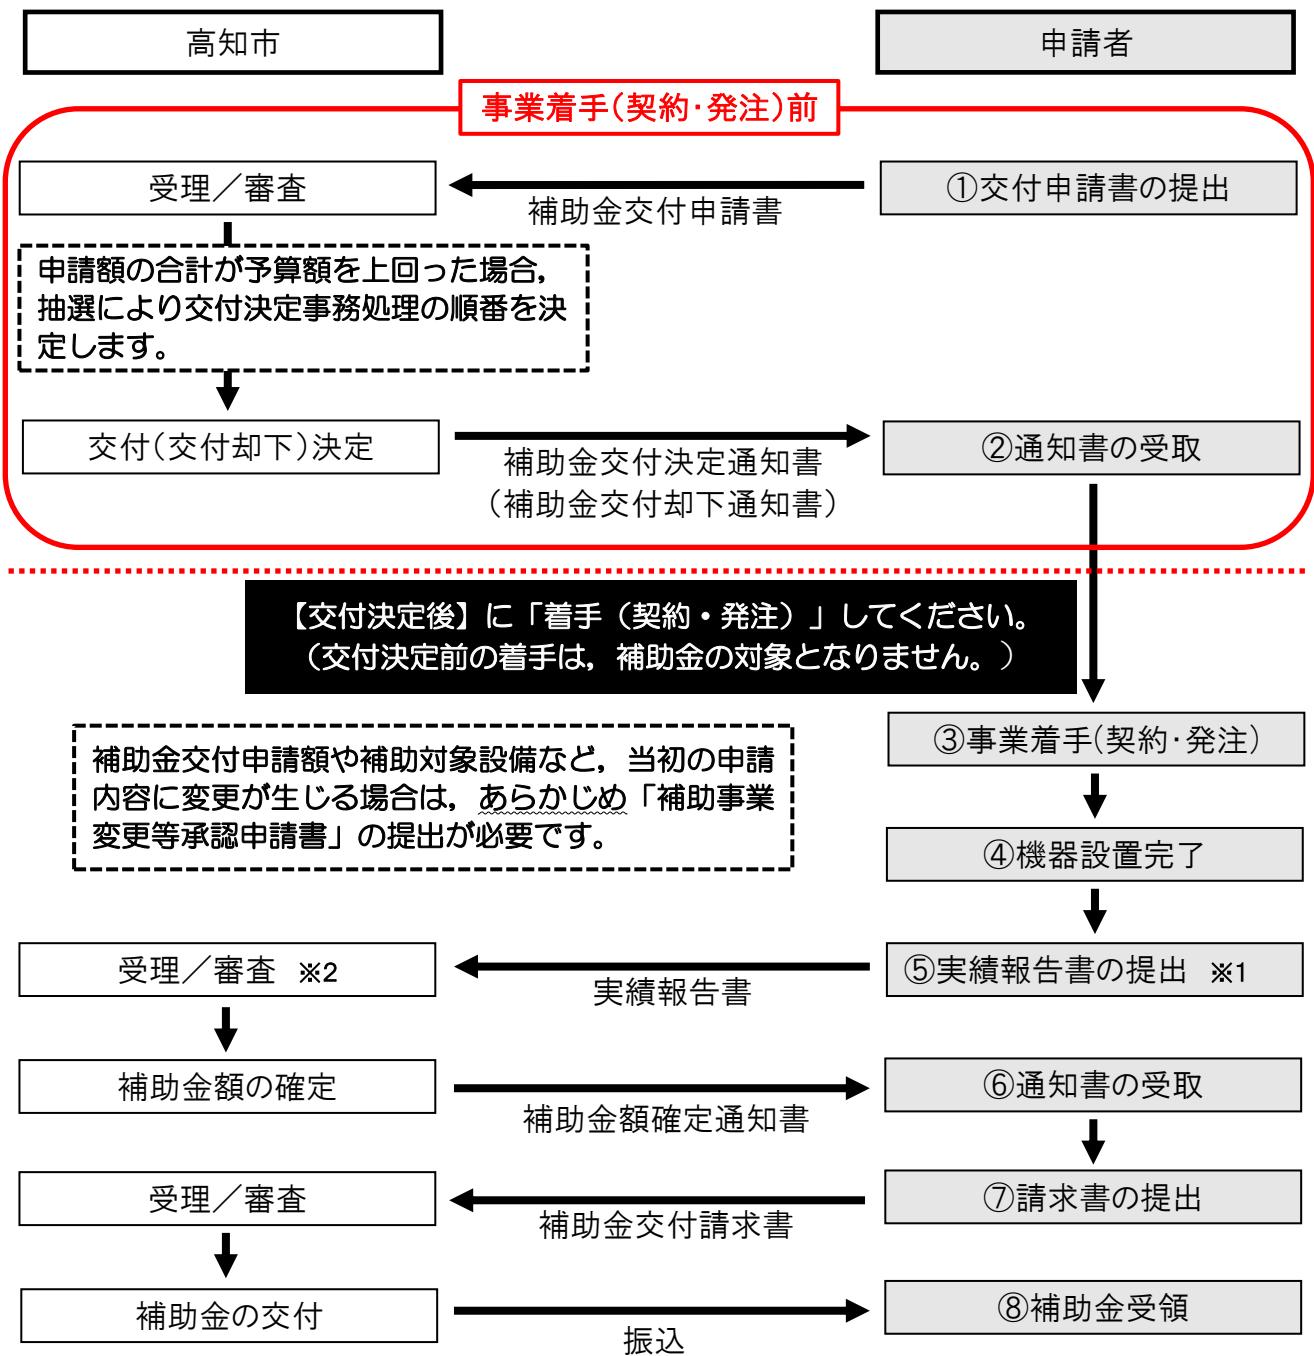 高知市
申請者
事業着手(契約･発注)前
受理／審査
①交付申請書の提出
補助金交付申請書
申請額の合計が予算額を上回った場合，
抽選により交付決定事務処理の順番を決
定します。
交付(交付却下)決定
②通知書の受取
補助金交付決定通知書
（補助金交付却下通知書）
【交付決定後】に「着手（契約・発注）」してください。
（交付決定前の着手は，補助金の対象となりません。）
③事業着手(契約･発注)
補助金交付申請額や補助対象設備など，当初の申請
内容に変更が生じる場合は，あらかじめ「補助事業
変更等承認申請書」の提出が必要です。
④機器設置完了
受理／審査 ※2
⑤実績報告書の提出 ※1
実績報告書
補助金額の確定
⑥通知書の受取
補助金額確定通知書
受理／審査
⑦請求書の提出
補助金交付請求書
補助金の交付
⑧補助金受領
振込